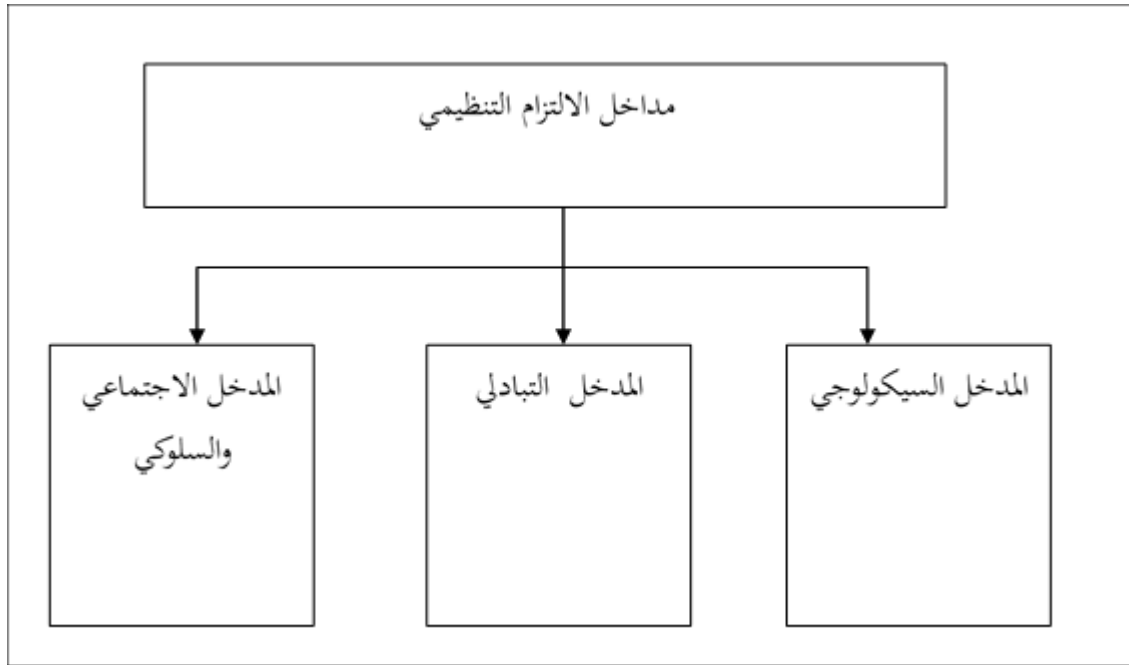 مداخل الالتزام التنظيمي
المدخل السيكولوجي
المدخل التبادلي
المدخل الاجتماعي
والسلوكي